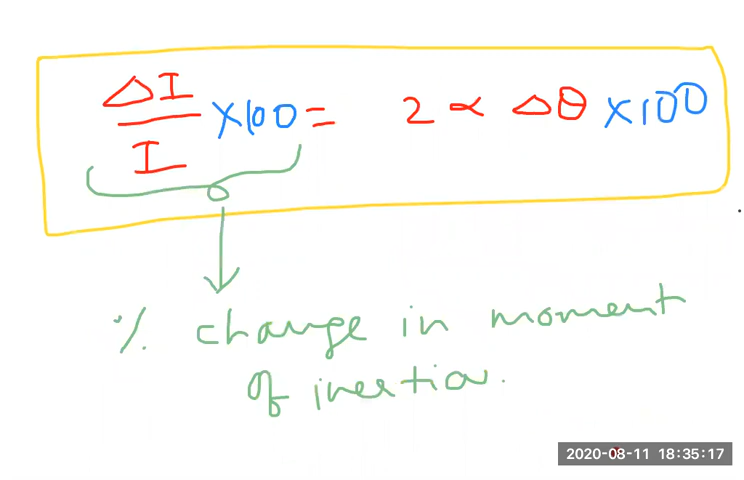 ΔI/I ×100 = 2 α Δθ ×100
% change in moment
of inertia.
2020-08-11 18:35:17